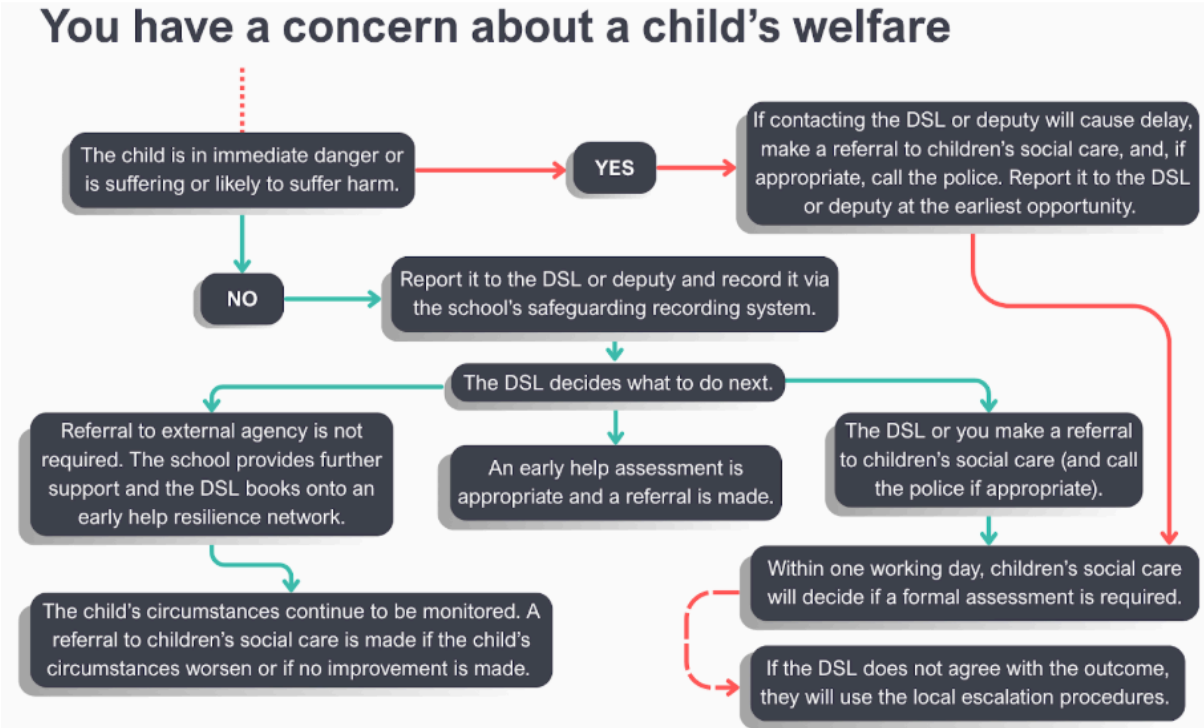 You have a concern about a child’s welfare
The child is in immediate danger or
is suffering or likely to suffer harm.
YES
If contacting the DSL or deputy will cause delay,
make a referral to children’s social care, and, if
appropriate, call the police. Report it to the DSL
or deputy at the earliest opportunity.
NO
Report it to the DSL or deputy and record it via
the school’s safeguarding recording system.
The DSL decides what to do next.
Referral to external agency is not
required. The school provides further
support and the DSL books onto an
early help resilience network.
An early help assessment is
appropriate and a referral is made.
The DSL or you make a referral
to children’s social care (and call
the police if appropriate).
The child’s circumstances continue to be monitored. A
referral to children’s social care is made if the child’s
circumstances worsen or if no improvement is made.
Within one working day, children’s social care
will decide if a formal assessment is required.
If the DSL does not agree with the outcome,
they will use the local escalation procedures.